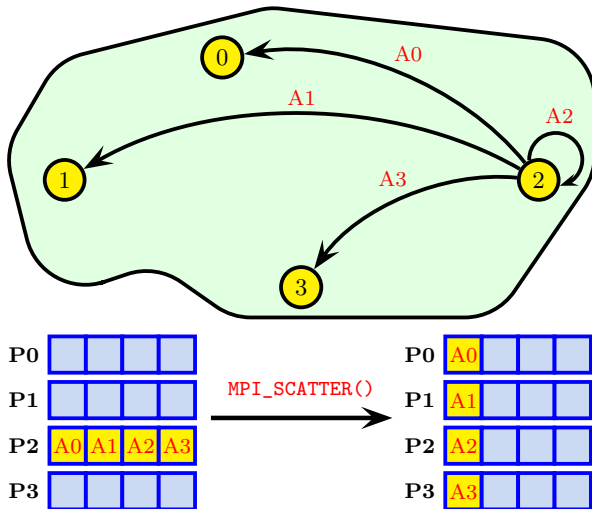 0
A0
A1
A2
1
2
A3
3
P0
P0 A0
P1
MPI_SCATTER()
P1 A1
P2 A0 A1 A2 A3
P2 A2
P3
P3 A3